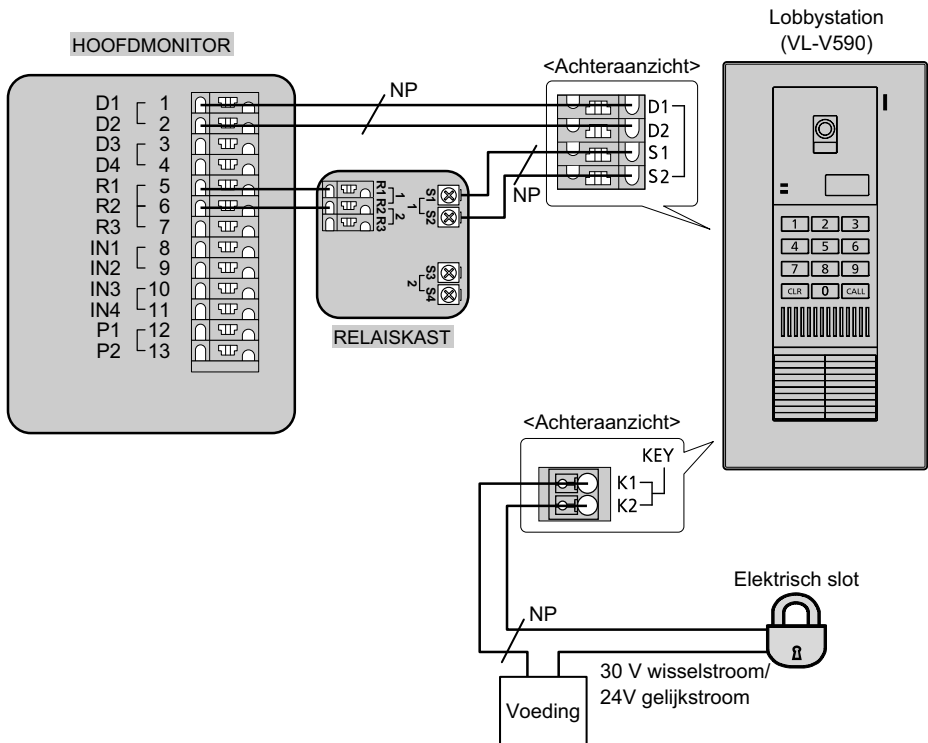 HOOFDMONITOR
D1 1
D2 2
D3 3
D4 4
R1 5
R2 6
R3 7
IN1 8
IN2 9
IN3 10
IN4 11
P1 12
P2 13
NP
R1 1
R2
R3 2
S1
1
S2
S3
2
S4
RELAISKAST
<Achteraanzicht>
D1
D2
S1
S2
NP
Lobbystation
(VL-V590)
1 2 3
4 5 6
7 8 9
CLR 0 CALL
<Achteraanzicht>
KEY
K1
K2
Elektrisch slot
NP
30 V wisselstroom/
24V gelijkstroom
Voeding